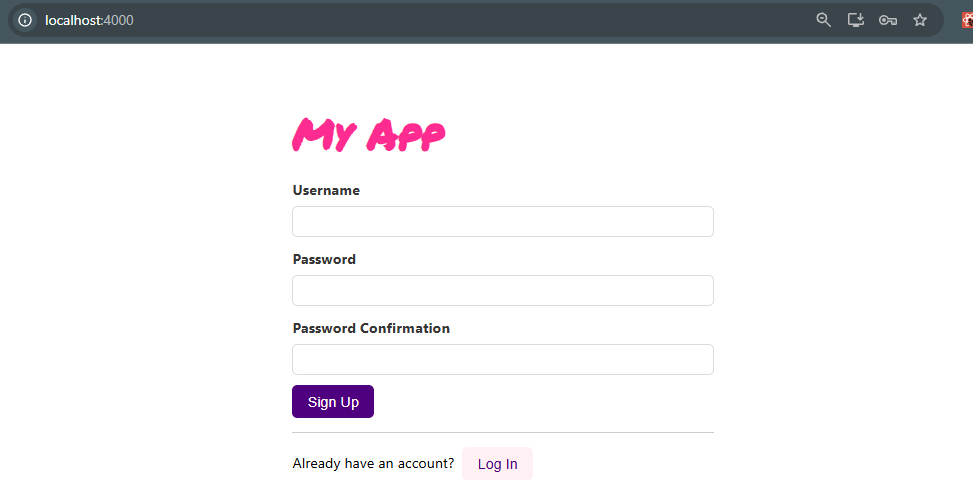 localhost:4000
My App
Username
Password
Password Confirmation
Sign Up
Already have an account? Log In